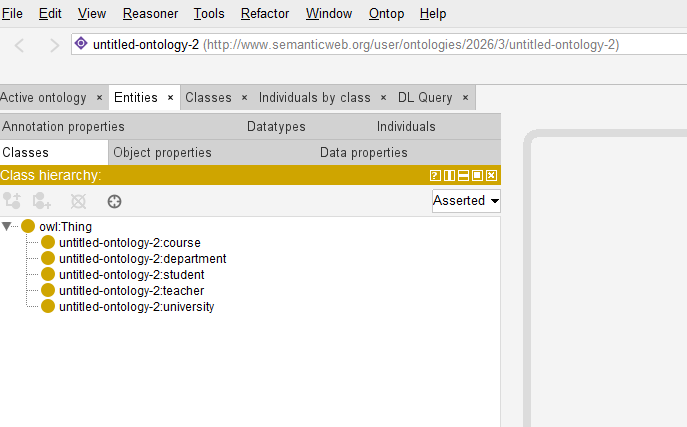 File Edit View Reasoner Tools Refactor Window Ontop Help
untitled-ontology-2 (http://www.semanticweb.org/user/ontologies/2026/3/untitled-ontology-2)
Active ontology × Entities × Classes × Individuals by class × DL Query ×
Annotation properties Datatypes Individuals
Classes Object properties Data properties
Class hierarchy:
Asserted
owl:Thing
untitled-ontology-2:course
untitled-ontology-2:department
untitled-ontology-2:student
untitled-ontology-2:teacher
untitled-ontology-2:university